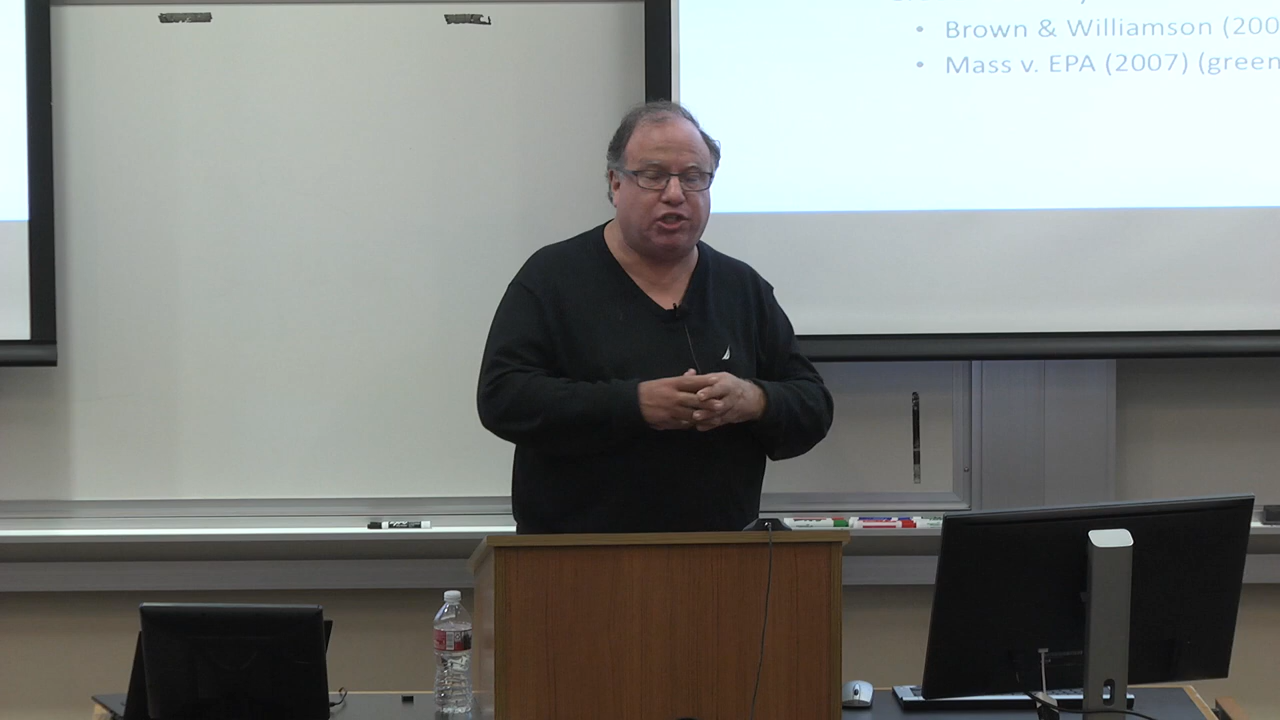 • Brown & Williamson (200
• Mass v. EPA (2007) (green